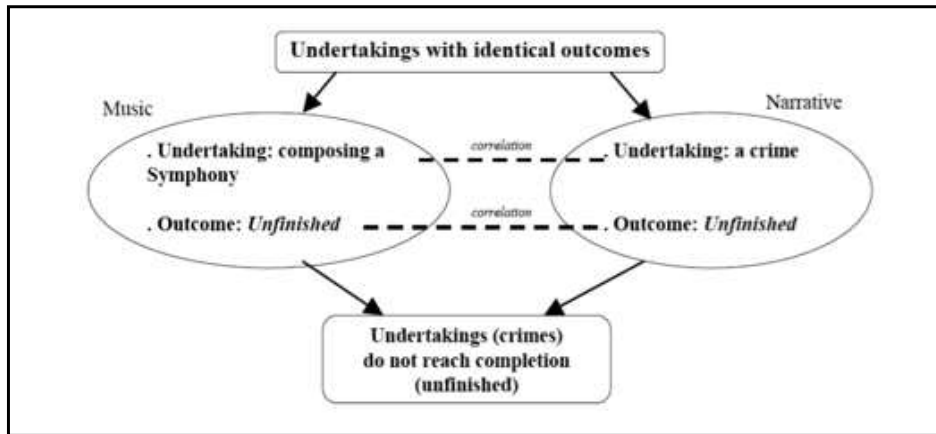 Undertakings with identical outcomes
Music
Narrative
. Undertaking: composing a
Symphony
correlation
. Undertaking: a crime
. Outcome: Unfinished
correlation
. Outcome: Unfinished
Undertakings (crimes)
do not reach completion
(unfinished)